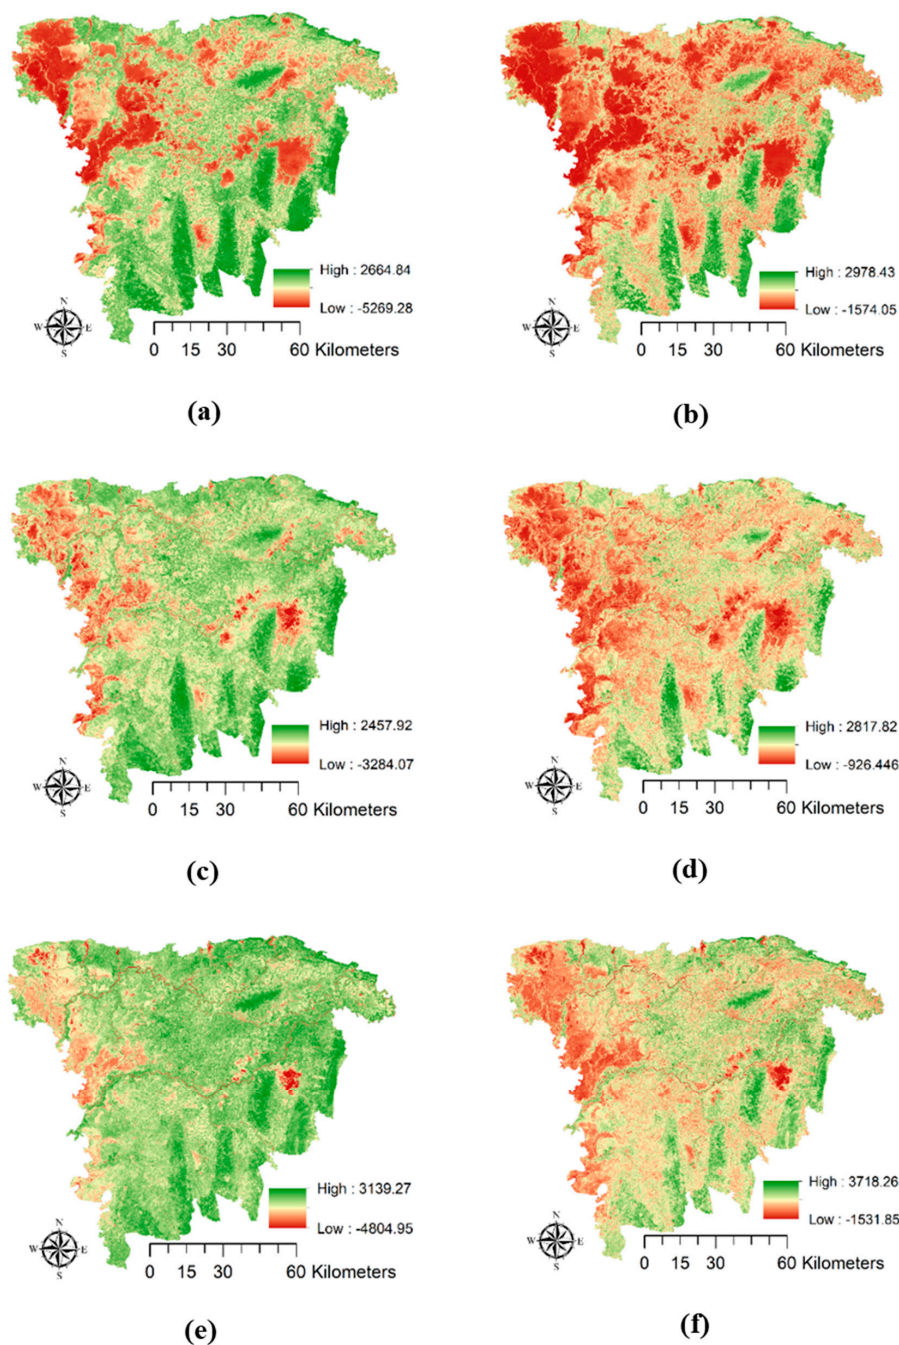 High : 2664.84
Low : -5269.28
N
W E
S
0 15 30 60 Kilometers
(a)
High : 2978.43
Low : -1574.05
N
W E
S
0 15 30 60 Kilometers
(b)
High : 2457.92
Low : -3284.07
N
W E
S
0 15 30 60 Kilometers
(c)
High : 2817.82
Low : -926.446
N
W E
S
0 15 30 60 Kilometers
(d)
High : 3139.27
Low : -4804.95
N
W E
S
0 15 30 60 Kilometers
(e)
High : 3718.26
Low : -1531.85
N
W E
S
0 15 30 60 Kilometers
(f)